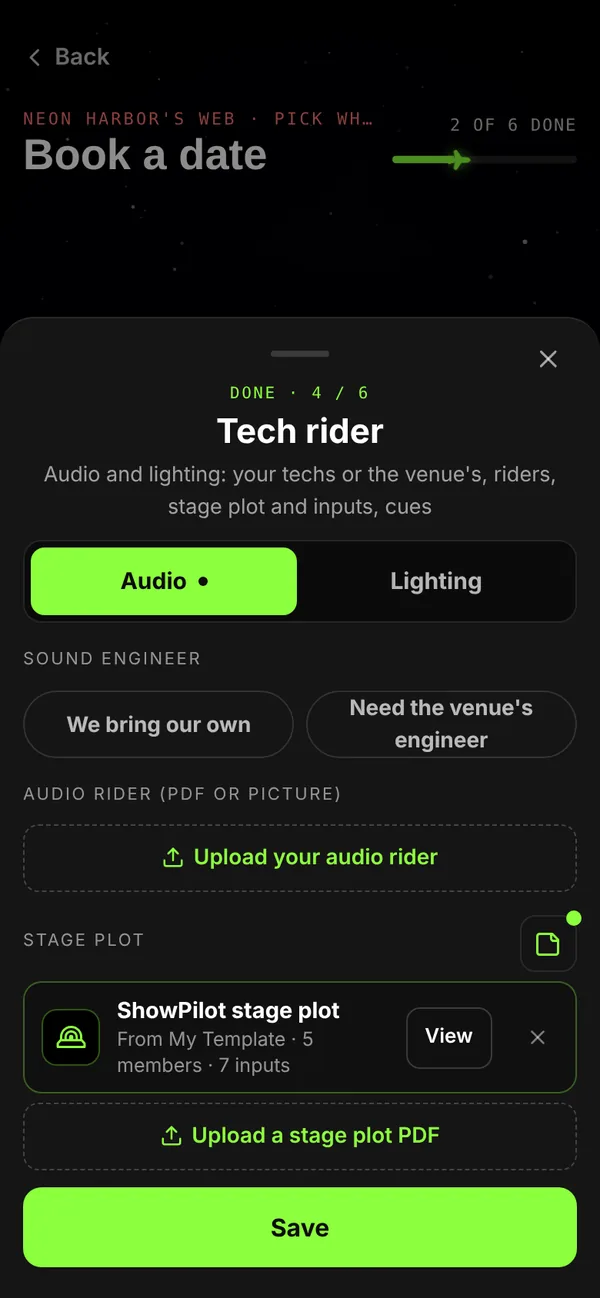 Back
NEON HARBOR'S WEB · PICK WH…
2 OF 6 DONE
Book a date
DONE · 4 / 6
Tech rider
Audio and lighting: your techs or the venue's, riders,
stage plot and inputs, cues
Audio •
Lighting
SOUND ENGINEER
We bring our own
Need the venue's
engineer
AUDIO RIDER (PDF OR PICTURE)
Upload your audio rider
STAGE PLOT
ShowPilot stage plot
From My Template · 5
members · 7 inputs
View
Upload a stage plot PDF
Save